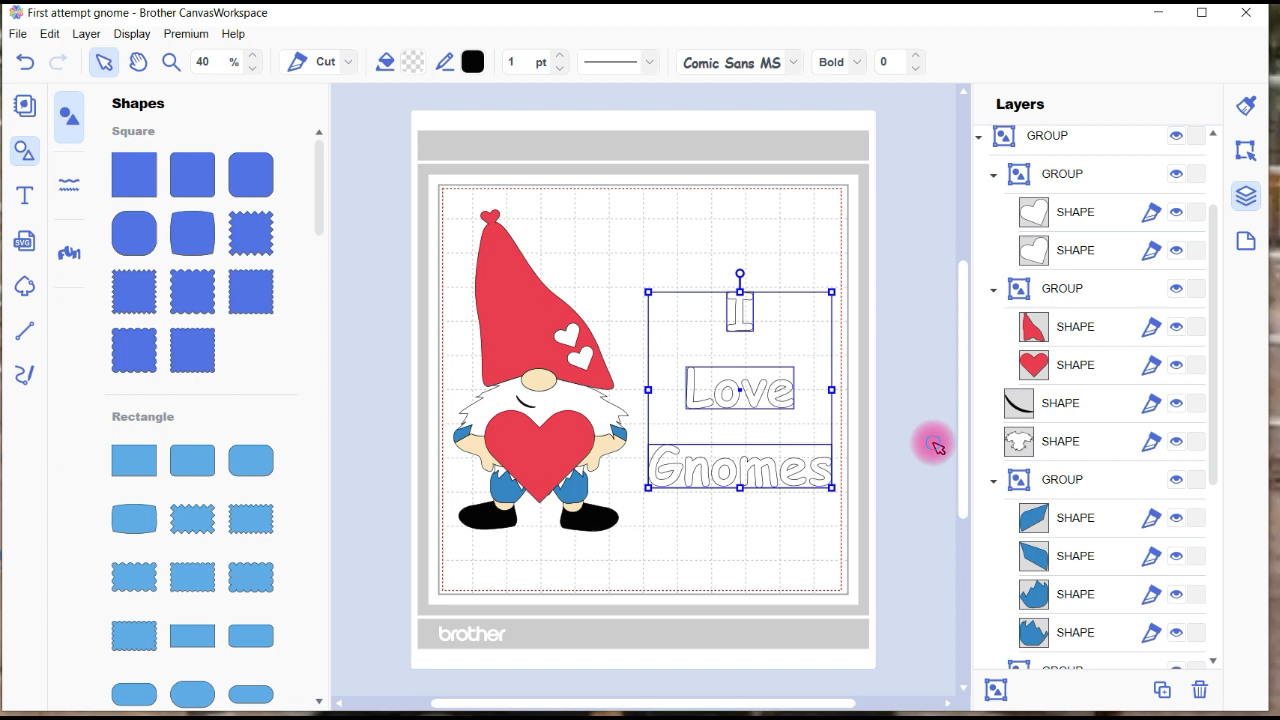 First attempt gnome - Brother CanvasWorkspace
File Edit Layer Display Premium Help
40 % Cut 1 pt Comic Sans MS Bold 0
Shapes
Square
Rectangle
SVG
fun
I
Love
Gnomes
brother
Layers
GROUP
GROUP
SHAPE
SHAPE
GROUP
SHAPE
SHAPE
SHAPE
SHAPE
GROUP
SHAPE
SHAPE
SHAPE
SHAPE